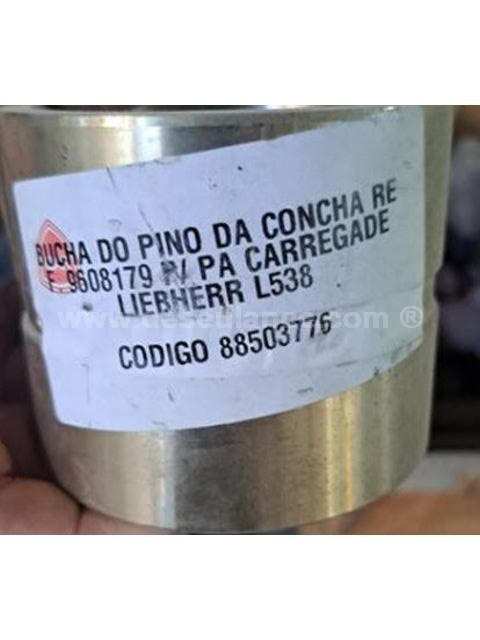 BUCHA DO PINO DA CONCHA RE
F 9608179 P/ PA CARREGADE
LIEBHERR L538
CODIGO 88503776